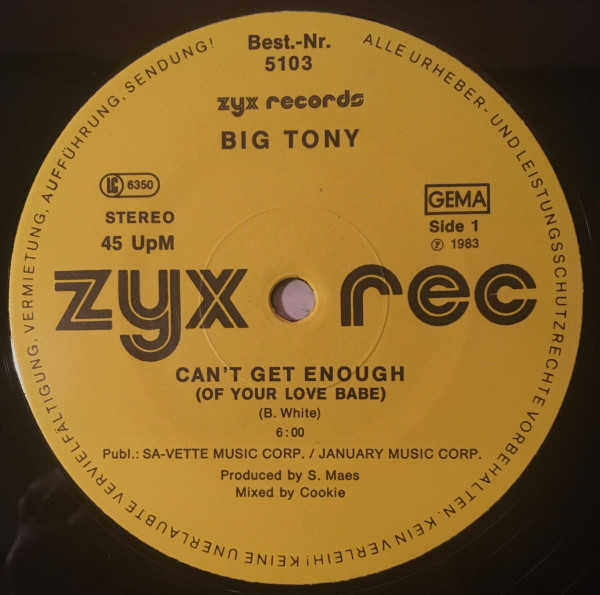 Best.-Nr.
5103
zyx records
BIG TONY
LC 6350
STEREO
45 UpM
GEMA
Side 1
℗ 1983
zyx rec
CAN'T GET ENOUGH
(OF YOUR LOVE BABE)
(B. White)
6:00
Publ.: SA-VETTE MUSIC CORP. / JANUARY MUSIC CORP.
Produced by S. Maes
Mixed by Cookie
ALLE URHEBER- UND LEISTUNGSSCHUTZRECHTE VORBEHALTEN. KEIN VERLEIH! KEINE UNERLAUBTE VERVIELFÄLTIGUNG, VERMIETUNG, AUFFÜHRUNG, SENDUNG!